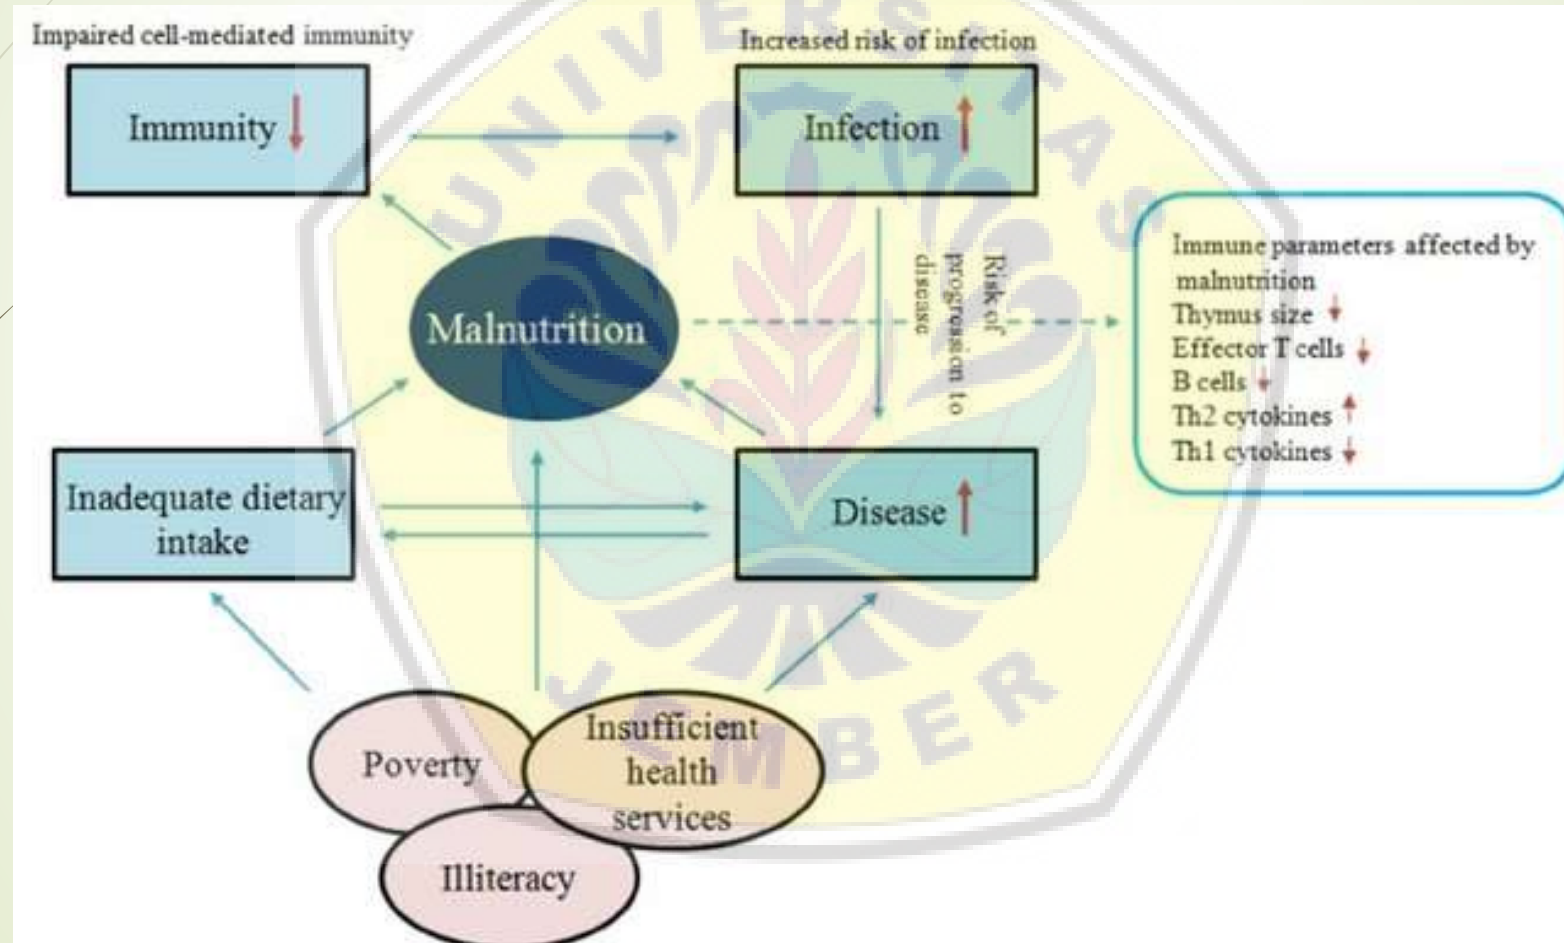 Impaired cell-mediated immunity
Immunity
Increased risk of infection
Infection
Malnutrition
Risk of
progression to
disease
Immune parameters affected by
malnutrition
Thymus size
Effector T cells
B cells
Th2 cytokines
Th1 cytokines
Inadequate dietary
intake
Disease
Poverty
Insufficient
health
services
Illiteracy
UNIVERSITAS
JEMBER